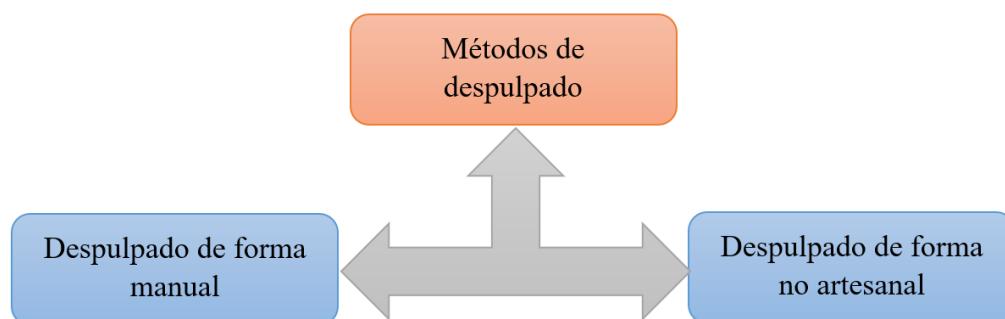 Métodos de
despulpado
Despulpado de forma
manual
Despulpado de forma
no artesanal